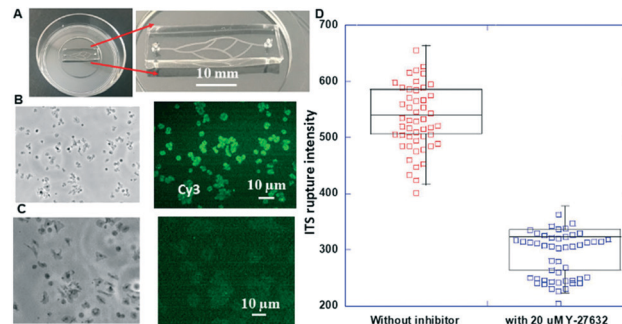 A
10 mm
B
Cy3
10 µm
C
10 µm
D
ITS rupture intensity
600
500
400
300
200
Without inhibitor
with 20 uM Y-27632